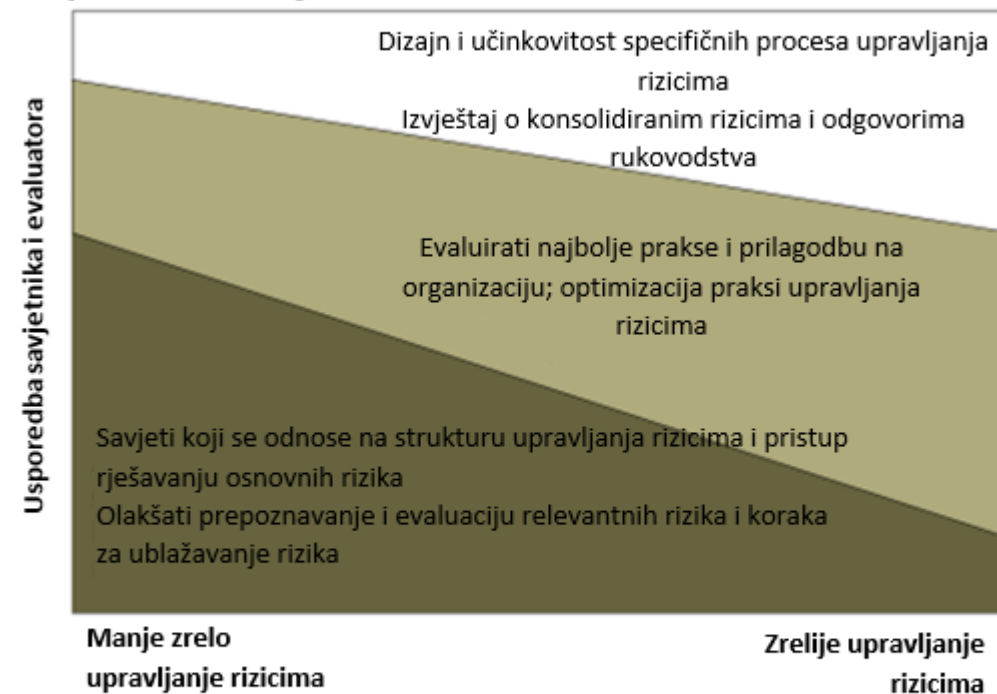 Dizajn i učinkovitost specifičnih procesa upravljanja
rizicima
Izvještaj o konsolidiranim rizicima i odgovorima
rukovodstva
Evaluirati najbolje prakse i prilagodbu na
organizaciju; optimizacija praksi upravljanja
rizicima
Savjeti koji se odnose na strukturu upravljanja rizicima i pristup
rješavanju osnovnih rizika
Olakšati prepoznavanje i evaluaciju relevantnih rizika i koraka
za ublažavanje rizika
Usporedba savjetnika i evaluatora
Manje zrelo
upravljanje rizicima
Zrelije upravljanje
rizicima